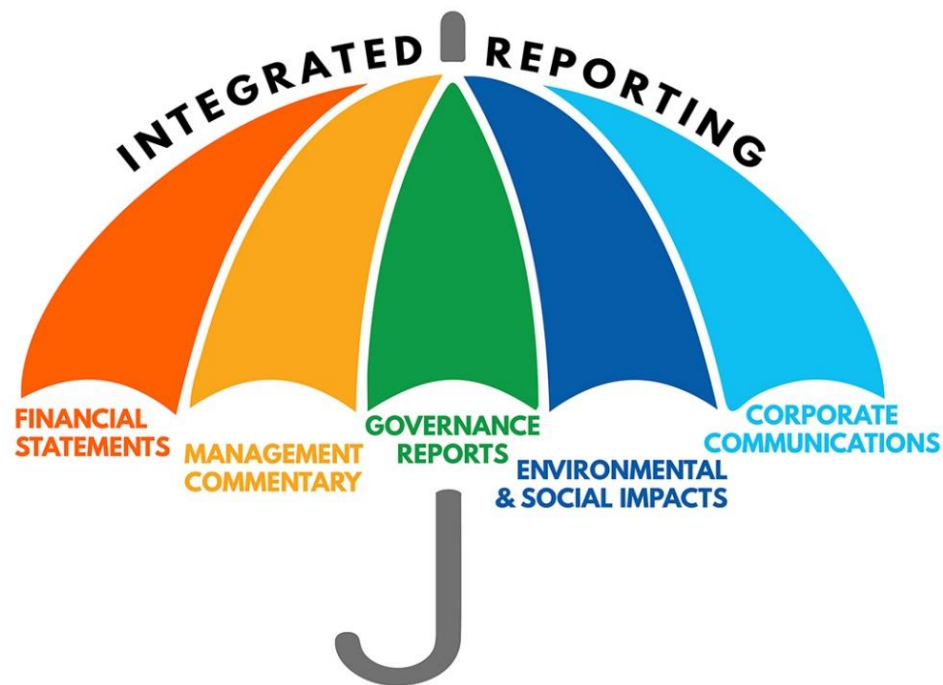 INTEGRATED REPORTING
FINANCIAL
STATEMENTS
MANAGEMENT
COMMENTARY
GOVERNANCE
REPORTS
ENVIRONMENTAL
& SOCIAL IMPACTS
CORPORATE
COMMUNICATIONS